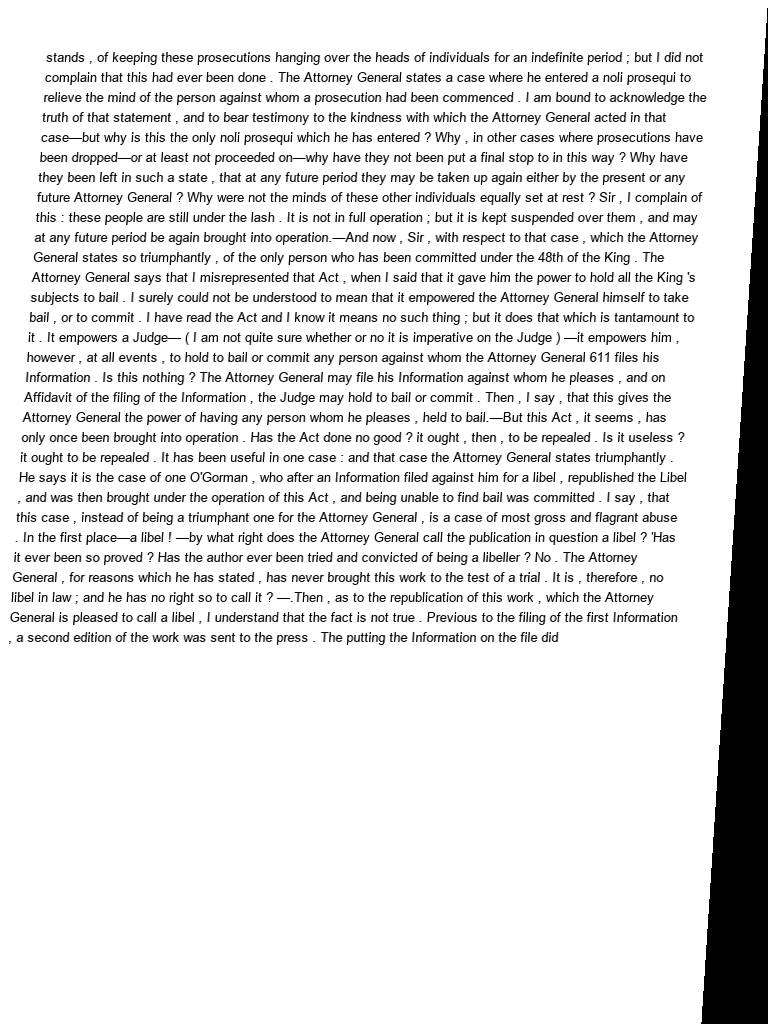 stands , of keeping these prosecutions hanging over the heads of individuals for an indefinite period ; but I did not
complain that this had ever been done . The Attorney General states a case where he entered a noli prosequi to
relieve the mind of the person against whom a prosecution had been commenced . I am bound to acknowledge the
truth of that statement , and to bear testimony to the kindness with which the Attorney General acted in that
case—but why is this the only noli prosequi which he has entered ? Why , in other cases where prosecutions have
been dropped—or at least not proceeded on—why have they not been put a final stop to in this way ? Why have
they been left in such a state , that at any future period they may be taken up again either by the present or any
future Attorney General ? Why were not the minds of these other individuals equally set at rest ? Sir , I complain of
this : these people are still under the lash . It is not in full operation ; but it is kept suspended over them , and may
at any future period be again brought into operation.—And now , Sir , with respect to that case , which the Attorney
General states so triumphantly , of the only person who has been committed under the 48th of the King . The
Attorney General says that I misrepresented that Act , when I said that it gave him the power to hold all the King 's
subjects to bail . I surely could not be understood to mean that it empowered the Attorney General himself to take
bail , or to commit . I have read the Act and I know it means no such thing ; but it does that which is tantamount to
it . It empowers a Judge— ( I am not quite sure whether or no it is imperative on the Judge ) —it empowers him ,
however , at all events , to hold to bail or commit any person against whom the Attorney General 611 files his
Information . Is this nothing ? The Attorney General may file his Information against whom he pleases , and on
Affidavit of the filing of the Information , the Judge may hold to bail or commit . Then , I say , that this gives the
Attorney General the power of having any person whom he pleases , held to bail.—But this Act , it seems , has
only once been brought into operation . Has the Act done no good ? it ought , then , to be repealed . Is it useless ?
it ought to be repealed . It has been useful in one case : and that case the Attorney General states triumphantly .
He says it is the case of one O'Gorman , who after an Information filed against him for a libel , republished the Libel
, and was then brought under the operation of this Act , and being unable to find bail was committed . I say , that
this case , instead of being a triumphant one for the Attorney General , is a case of most gross and flagrant abuse
. In the first place—a libel ! —by what right does the Attorney General call the publication in question a libel ? 'Has
it ever been so proved ? Has the author ever been tried and convicted of being a libeller ? No . The Attorney
General , for reasons which he has stated , has never brought this work to the test of a trial . It is , therefore , no
libel in law ; and he has no right so to call it ? —.Then , as to the republication of this work , which the Attorney
General is pleased to call a libel , I understand that the fact is not true . Previous to the filing of the first Information
, a second edition of the work was sent to the press . The putting the Information on the file did